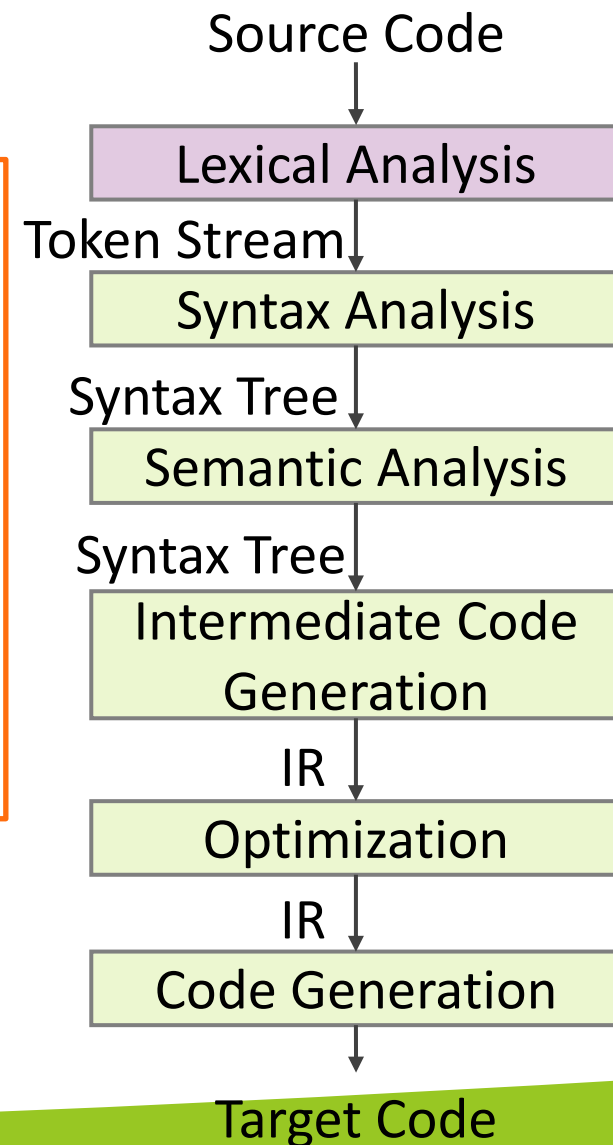 Source Code
Lexical Analysis
Token Stream
Syntax Analysis
Syntax Tree
Semantic Analysis
Syntax Tree
Intermediate Code
Generation
IR
Optimization
IR
Code Generation
Target Code